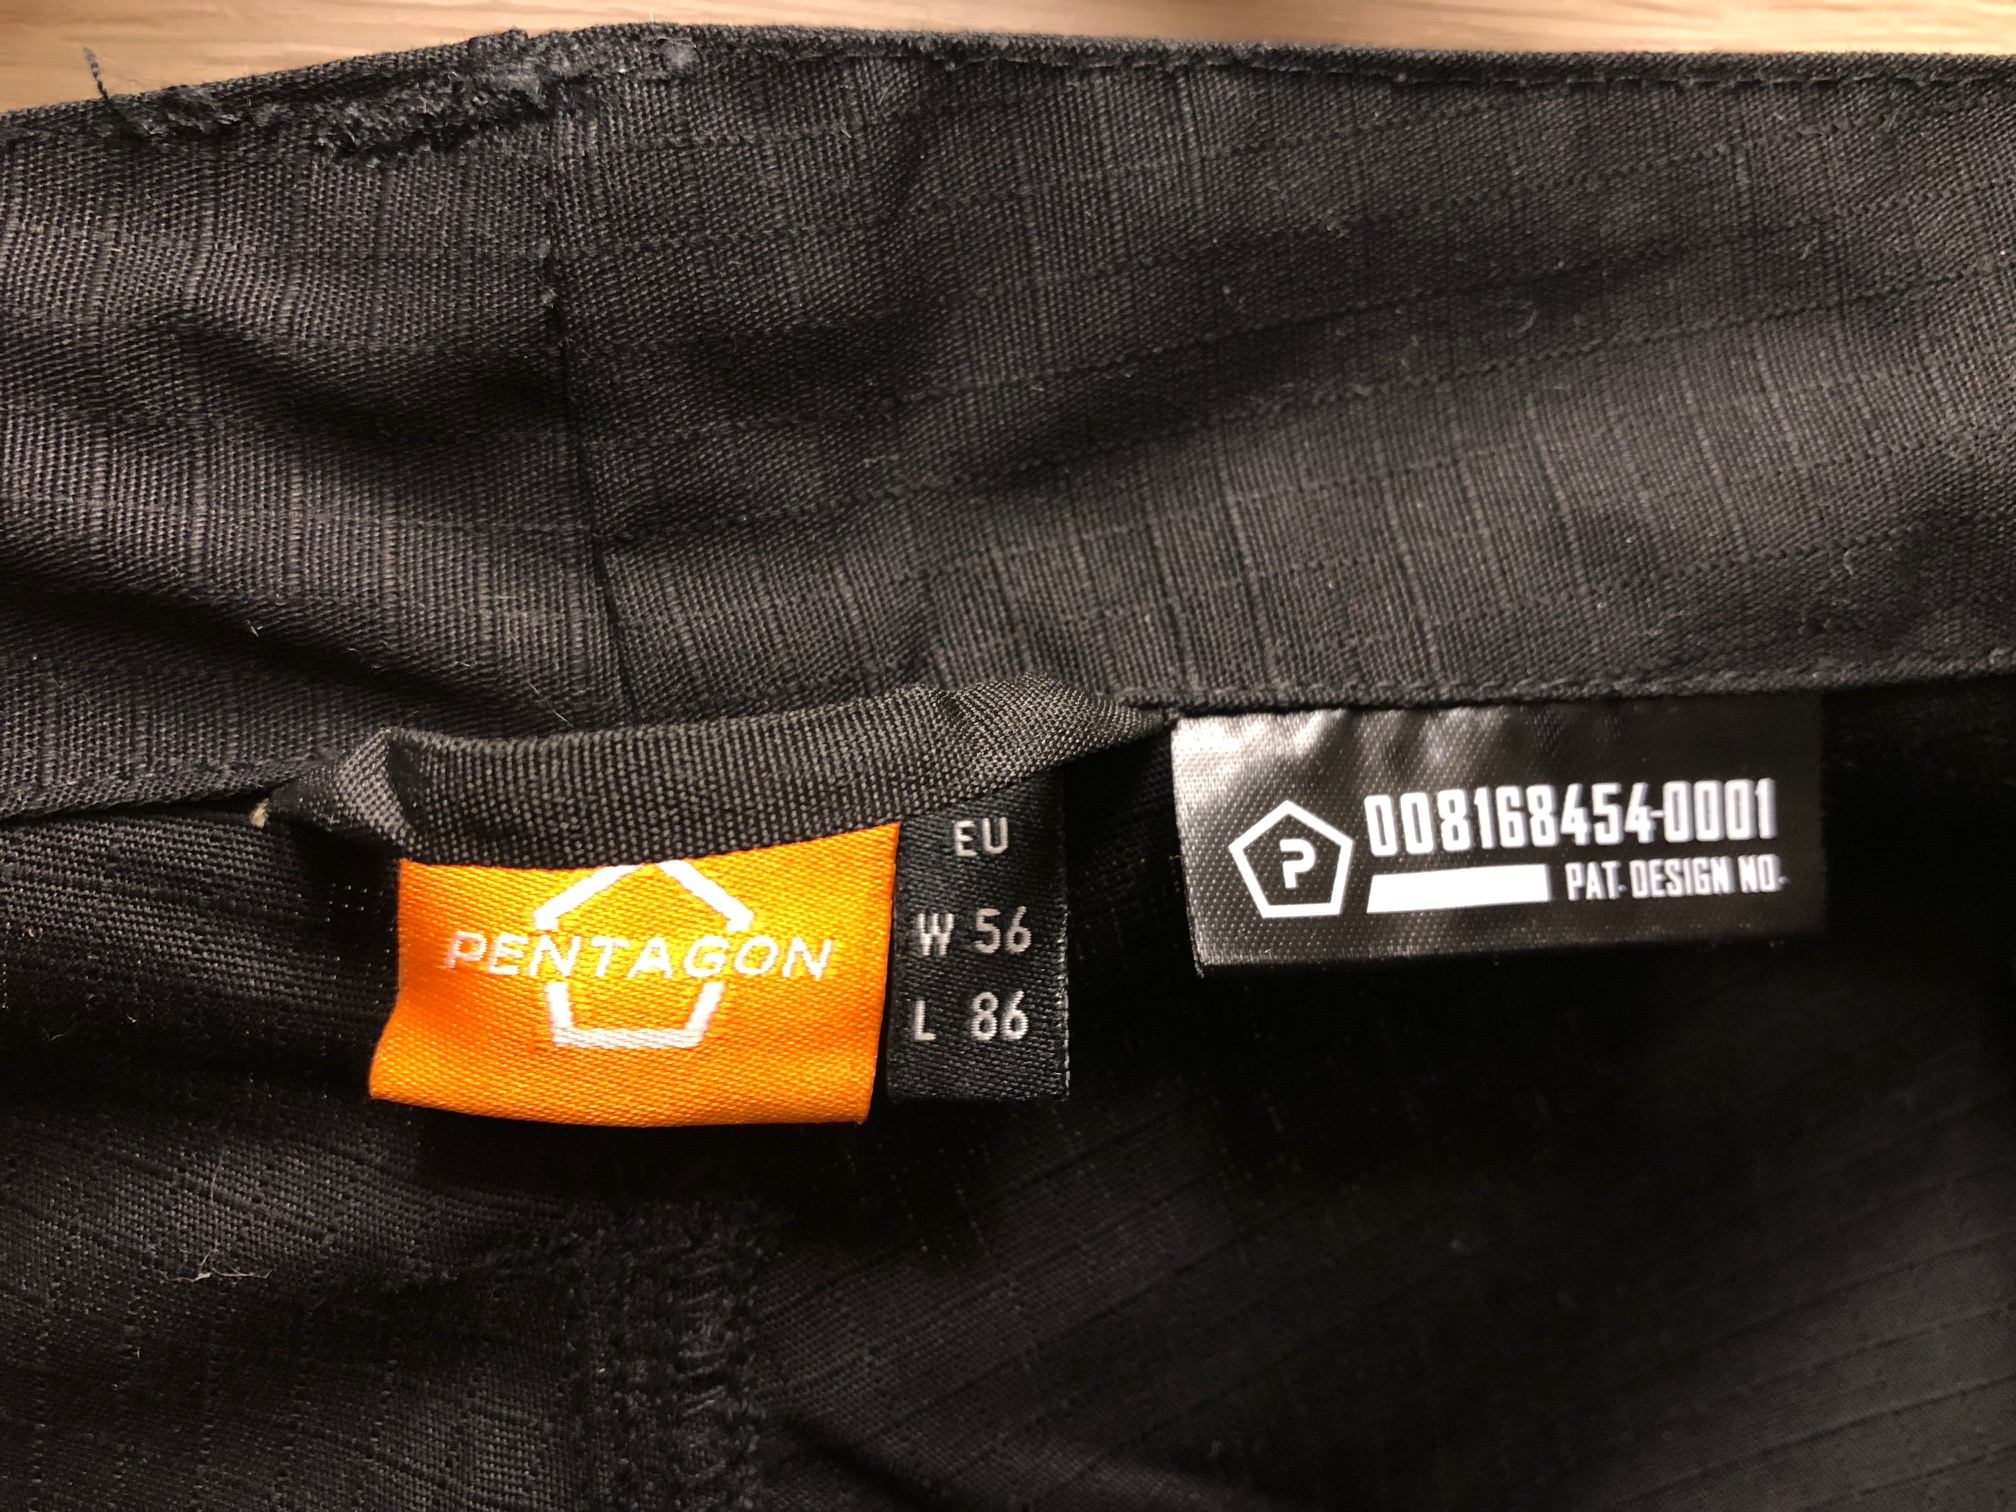 PENTAGON
EU
W 56
L 86
P
008168454-0001
PAT. DESIGN NO.